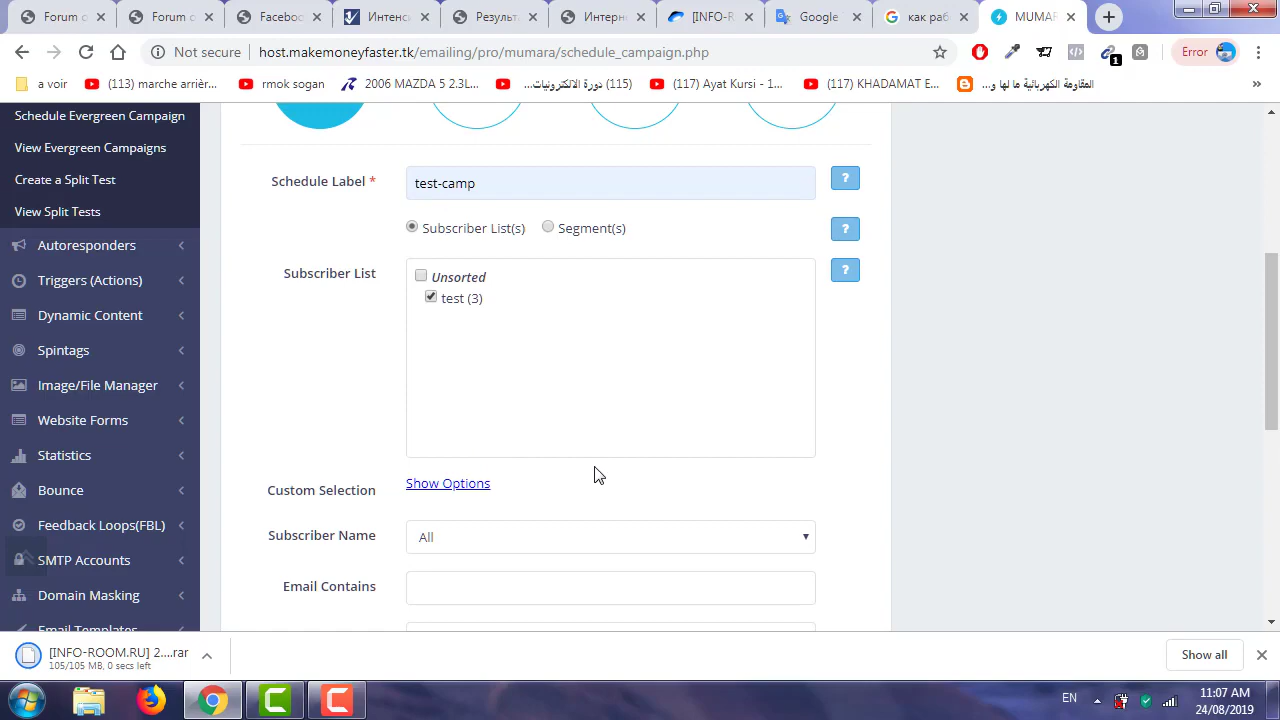 Forum c
Forum c
Facebo
Интенс
Резуль
Интерн
[INFO-
Google
как раб
MUMAR
Not secure
host.makemoneyfaster.tk/emailing/pro/mumara/schedule_campaign.php
1
Error
a voir
(113) marche arrièr...
rmok sogan
2006 MAZDA 5 2.3L...
(115) دورة الالكترونيات...
(117) Ayat Kursi - 1...
(117) KHADAMAT E...
المقاومة الكهربائية ما لها و...
»
Schedule Evergreen Campaign
View Evergreen Campaigns
Create a Split Test
View Split Tests
Autoresponders
Triggers (Actions)
Dynamic Content
Spintags
Image/File Manager
Website Forms
Statistics
Bounce
Feedback Loops(FBL)
SMTP Accounts
Domain Masking
Email Templates
Schedule Label *
test-camp
?
Subscriber List(s)
Segment(s)
?
Subscriber List
Unsorted
test (3)
?
Custom Selection
Show Options
Subscriber Name
All
Email Contains
[INFO-ROOM.RU] 2....rar
105/105 MB, 0 secs left
Show all
EN
11:07 AM
24/08/2019